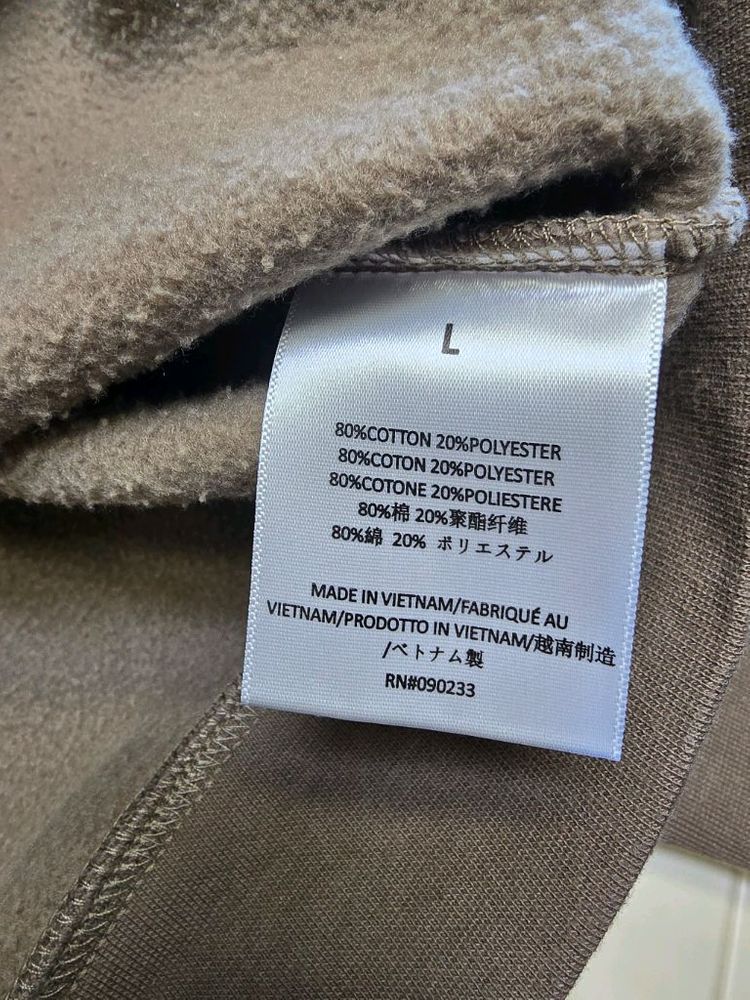 L
80%COTTON 20%POLYESTER
80%COTON 20%POLYESTER
80%COTONE 20%POLIESTERE
80%棉 20%聚酯纤维
80%綿 20% ポリエステル
MADE IN VIETNAM/FABRIQUÉ AU
VIETNAM/PRODOTTO IN VIETNAM/越南制造
/ベトナム製
RN#090233